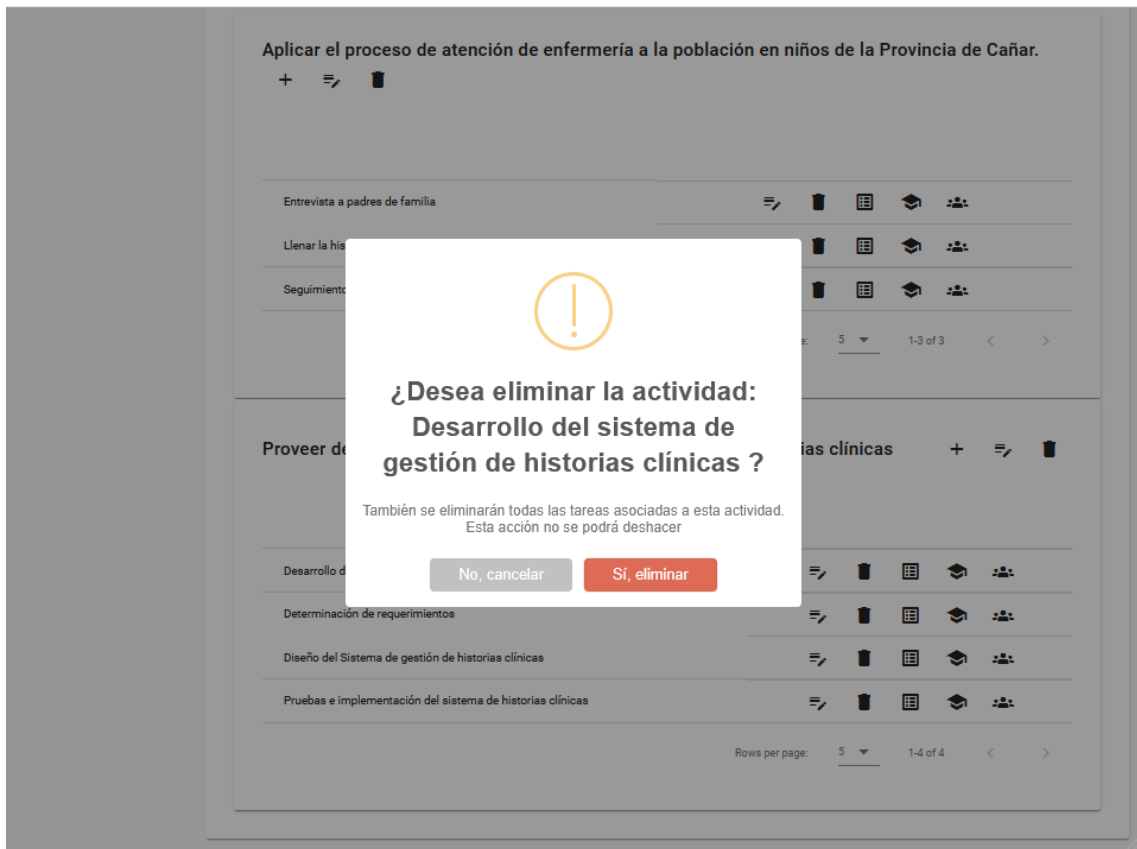 Aplicar el proceso de atención de enfermería a la población en niños de la Provincia de Cañar.
Entrevista a padres de familia
Llenar la
Seguimiento
5
1-3 of 3
¿Desea eliminar la actividad:
Desarrollo del sistema de
gestión de historias clínicas ?
También se eliminarán todas las tareas asociadas a esta actividad.
Esta acción no se podrá deshacer
No, cancelar
Sí, eliminar
Proveer
clínicas
Desarrollo
Determinación de requerimientos
Diseño del Sistema de gestión de historias clínicas
Pruebas e implementación del sistema de historias clínicas
Rows per page:
5
1-4 of 4